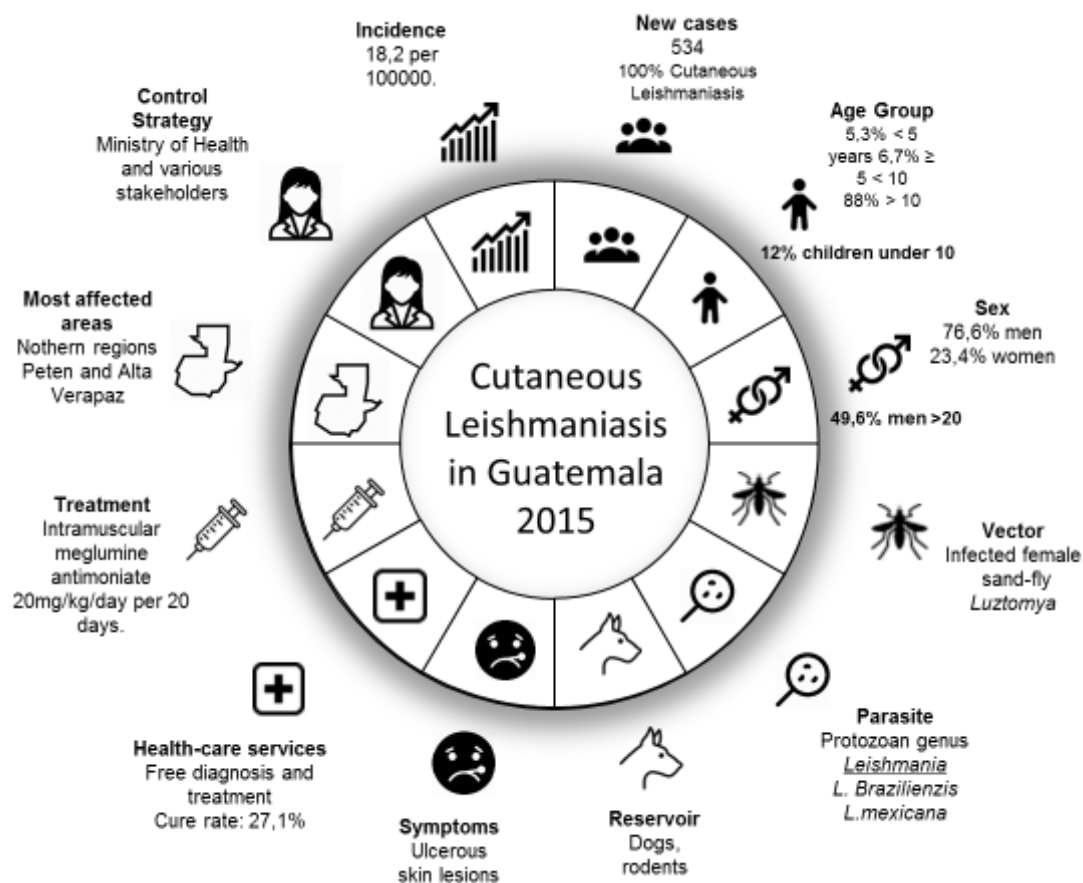 Incidence
18,2 per
100000.
New cases
534
100% Cutaneous
Leishmaniasis
Age Group
5,3% < 5
years 6,7% ≥
5 < 10
88% > 10
12% children under 10
Sex
76,6% men
23,4% women
49,6% men >20
Vector
Infected female
sand-fly
Luztomya
Parasite
Protozoan genus
Leishmania
L. Brazilienzis
L.mexicana
Reservoir
Dogs,
rodents
Symptoms
Ulcerous
skin lesions
Health-care services
Free diagnosis and
treatment
Cure rate: 27,1%
Treatment
Intramuscular
meglumine
antimoniate
20mg/kg/day per 20
days.
Most affected
areas
Nothern regions
Peten and Alta
Verapaz
Control
Strategy
Ministry of Health
and various
stakeholders
Cutaneous
Leishmaniasis
in Guatemala
2015